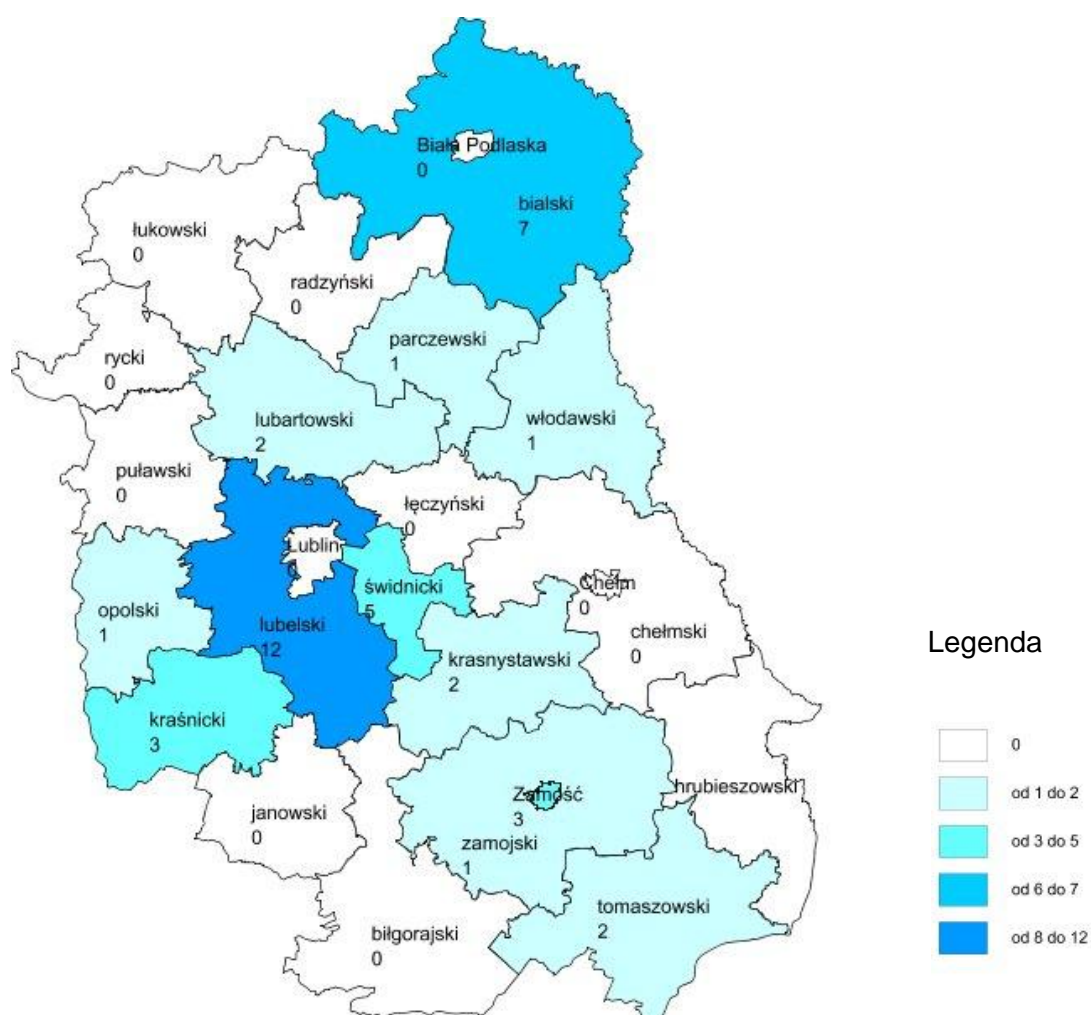 Biała Podlaska
0
bialski
7
łukowski
0
radzyński
0
parczewski
1
rycki
0
lubartowski
2
włodawski
1
puławski
0
łęczyński
0
Lublin
0
świdnicki
5
Chełm
0
opolski
1
lubelski
12
chełmski
0
krasnystawski
2
kraśnicki
3
Zamość
3
hrubieszowski
janowski
0
zamojski
1
tomaszowski
2
biłgorajski
0
Legenda
0
od 1 do 2
od 3 do 5
od 6 do 7
od 8 do 12